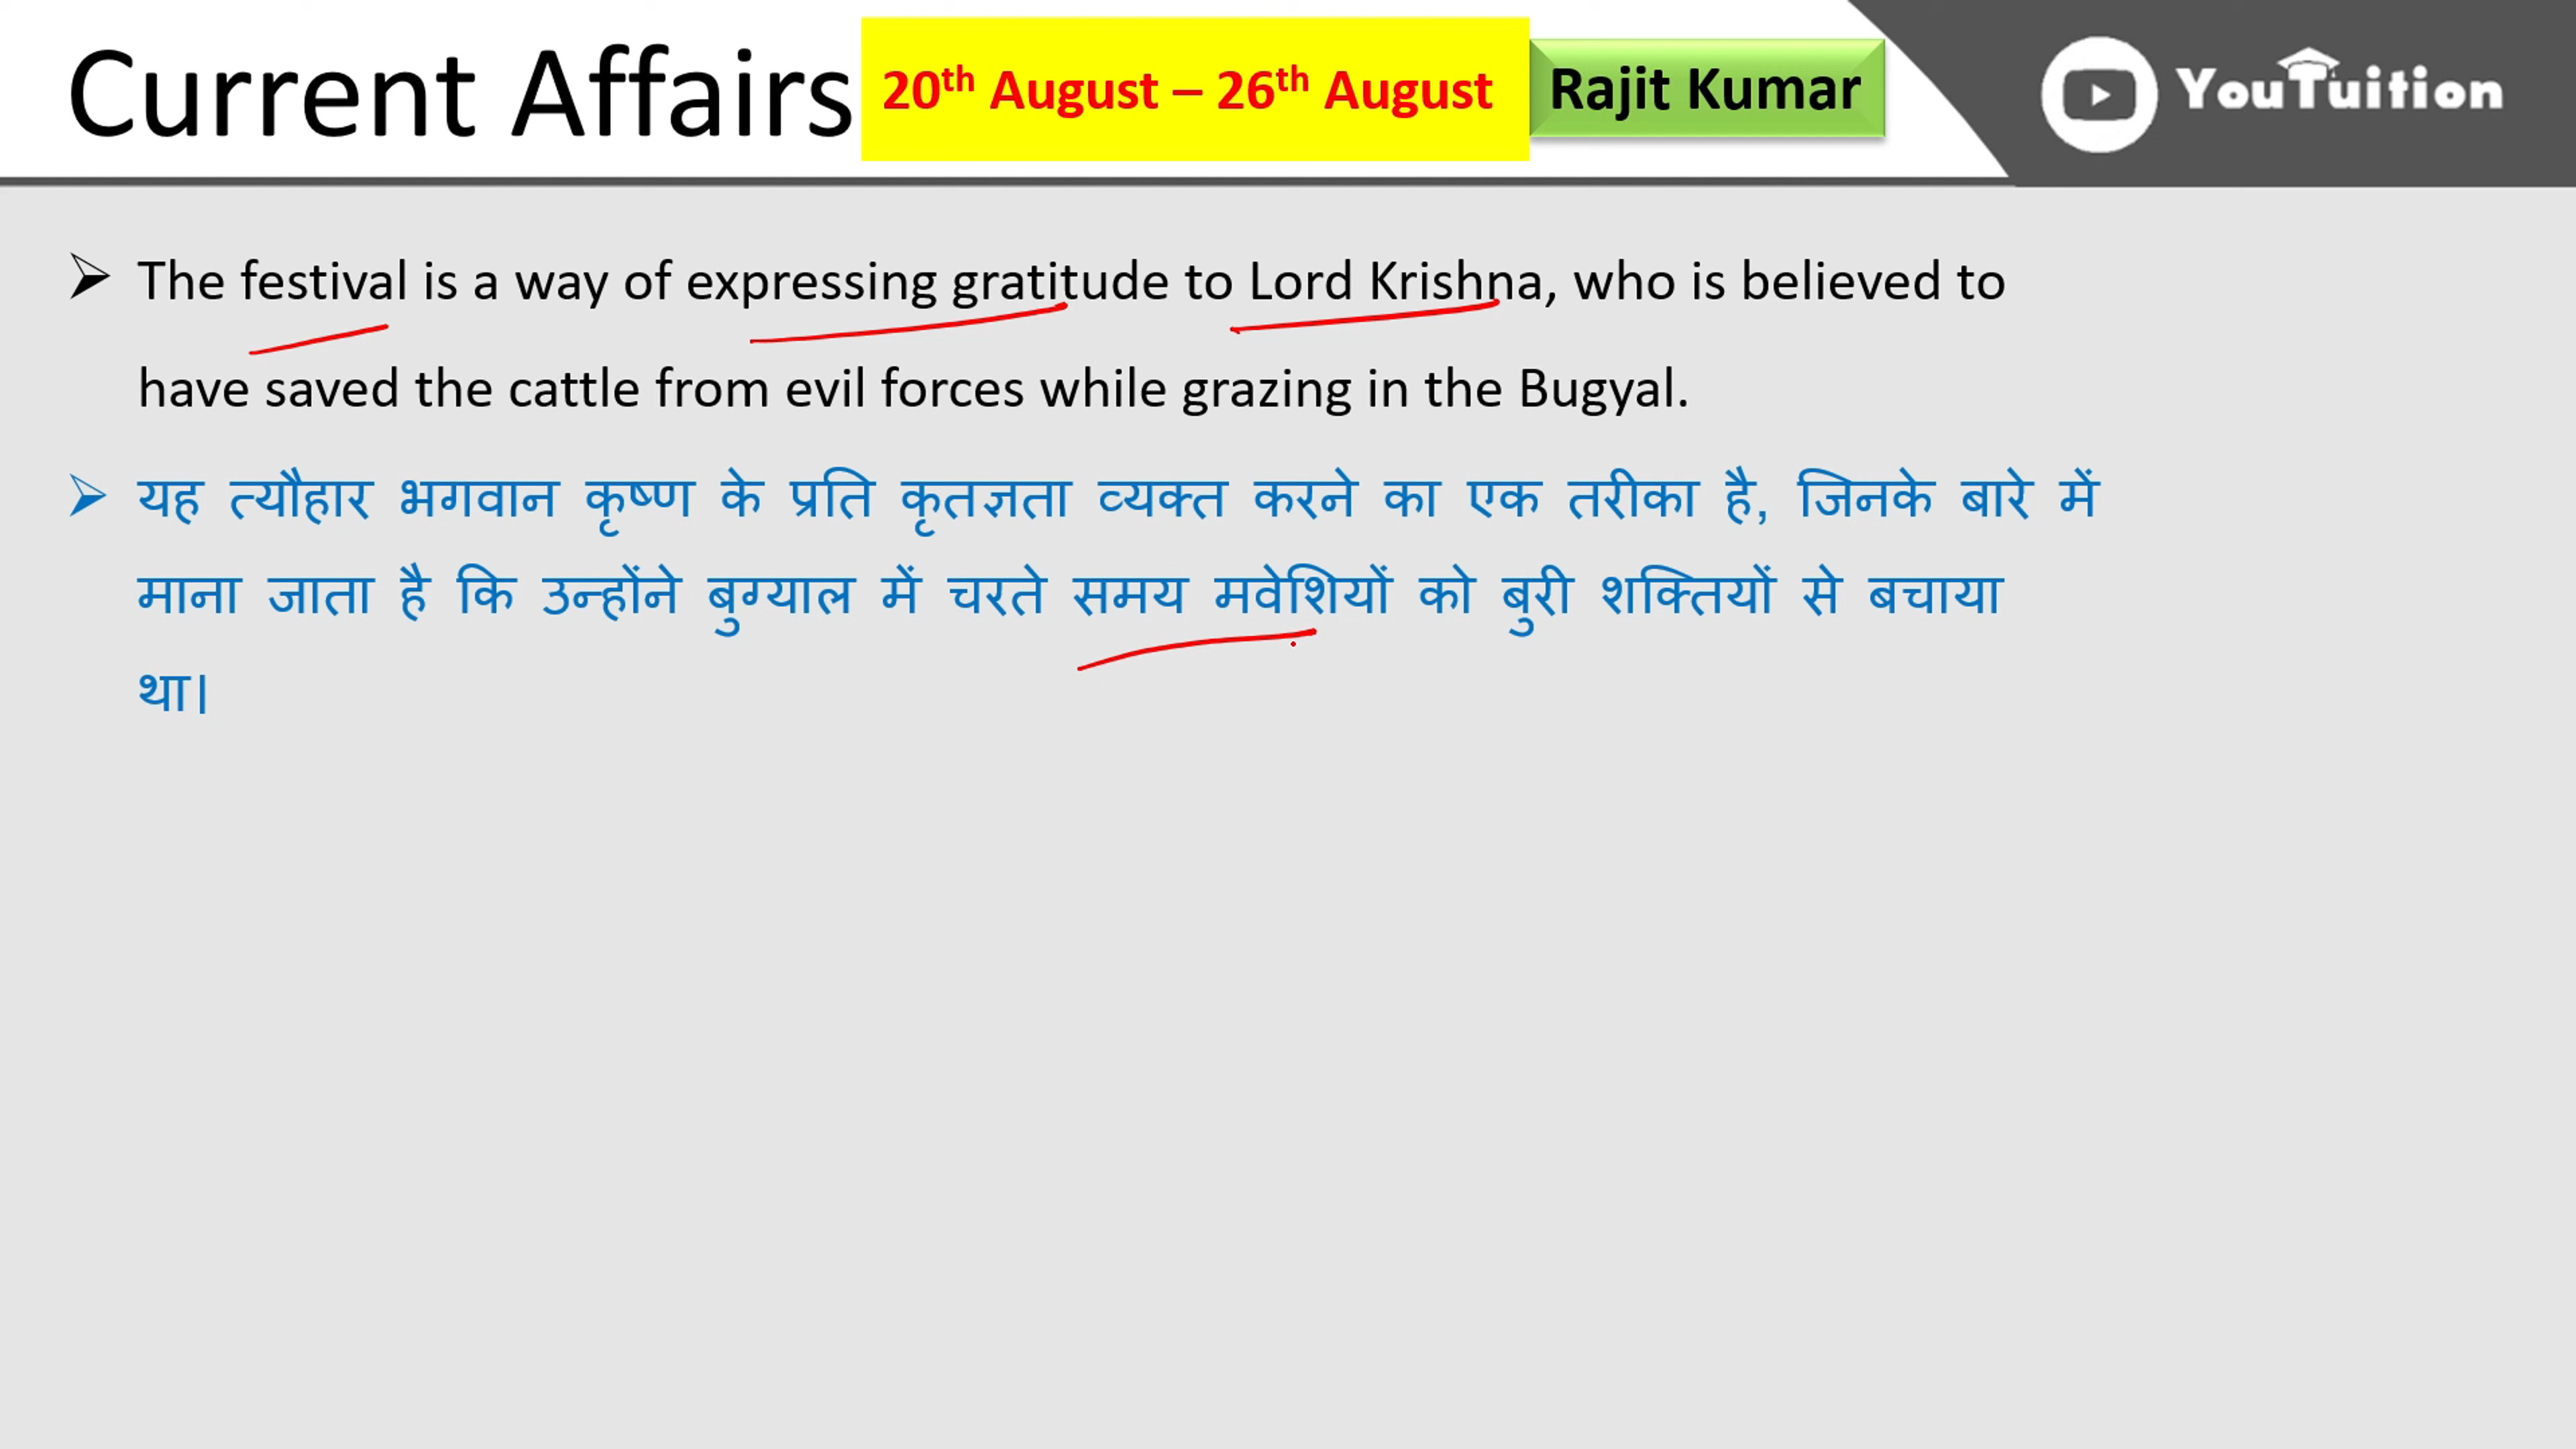 Current Affairs 20th August – 26th August Rajit Kumar YouTuition
➢ The festival is a way of expressing gratitude to Lord Krishna, who is believed to
have saved the cattle from evil forces while grazing in the Bugyal.
➢ यह त्यौहार भगवान कृष्ण के प्रति कृतज्ञता व्यक्त करने का एक तरीका है, जिनके बारे में
माना जाता है कि उन्होंने बुग्याल में चरते समय मवेशियों को बुरी शक्तियों से बचाया
था।